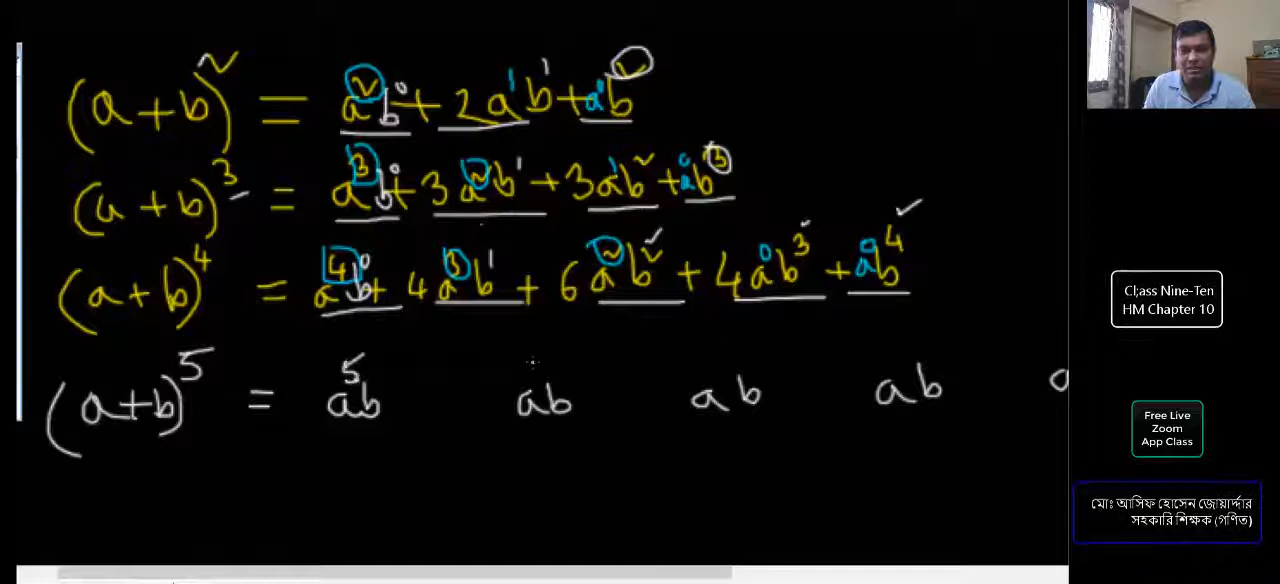 (a+b)² = a²b⁰ + 2a¹b¹ + a⁰b²
(a+b)³ = a³b⁰ + 3a²b¹ + 3a¹b² + a⁰b³
(a+b)⁴ = a⁴b⁰ + 4a³b¹ + 6a²b² + 4a⁰b³ + a⁰b⁴
(a+b)⁵ = a⁵b ab ab ab a
Cl;ass Nine-Ten
HM Chapter 10
Free Live
Zoom
App Class
মোঃ আসিফ হোসেন জোয়ার্দ্দার
সহকারি শিক্ষক (গণিত)